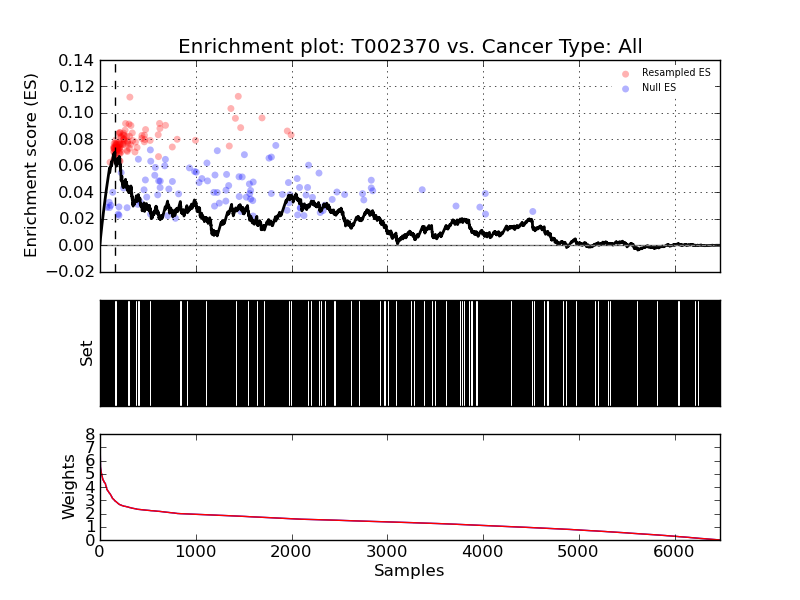 Enrichment plot: T002370 vs. Cancer Type: All
Enrichment score (ES)
0.14
0.12
0.10
0.08
0.06
0.04
0.02
0.00
−0.02
Resampled ES
Null ES
Set
Weights
8
7
6
5
4
3
2
1
0
0 1000 2000 3000 4000 5000 6000
Samples